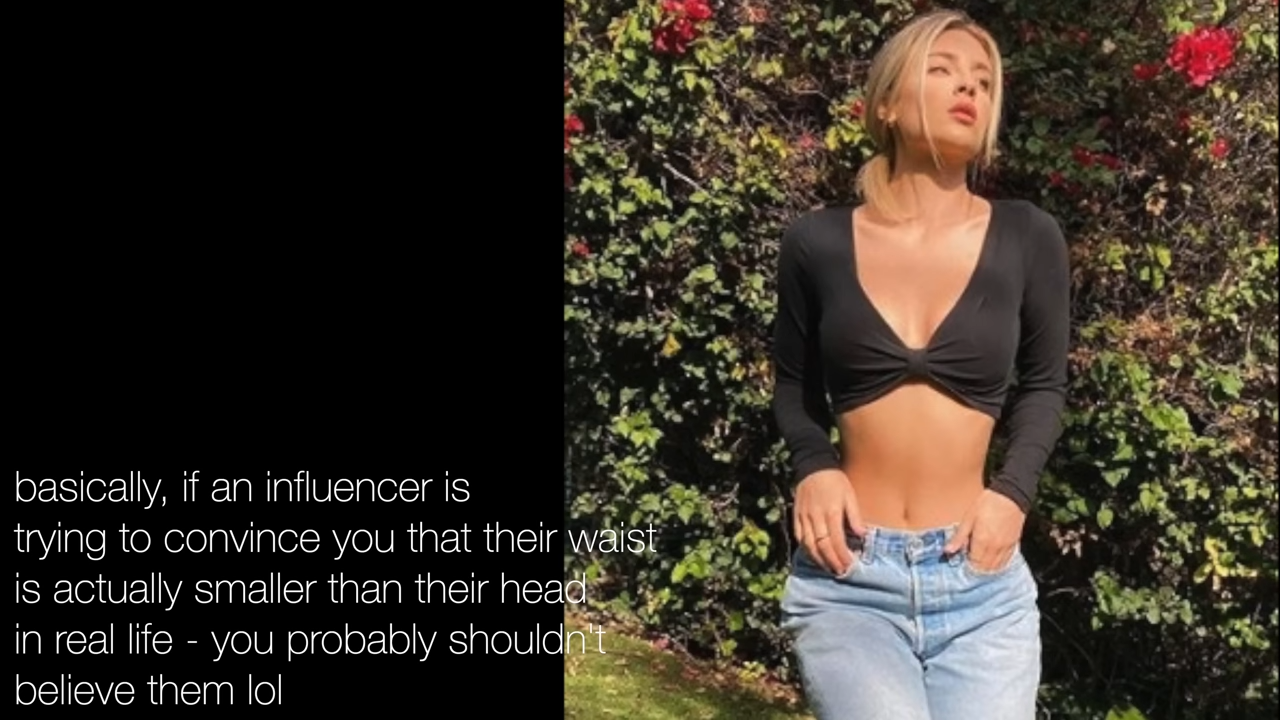 basically, if an influencer is
trying to convince you that their waist
is actually smaller than their head
in real life - you probably shouldn't
believe them lol